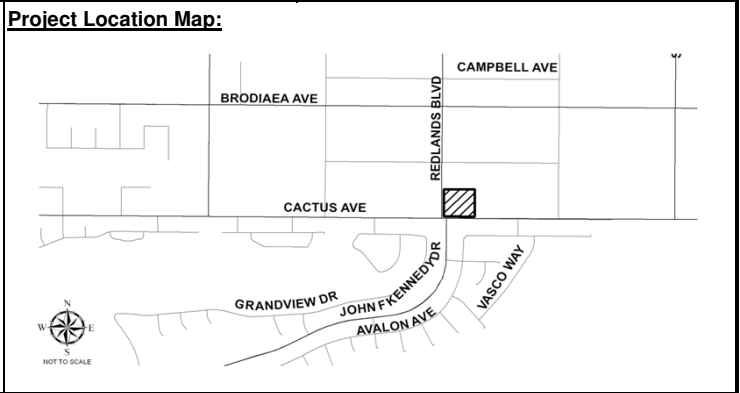 Project Location Map:
CAMPBELL AVE
BRODIAEA AVE
REDLANDS BLVD
CACTUS AVE
GRANDVIEW DR
JOHN F KENNEDY DR
VASCO WAY
AVALON AVE
N
W E
S
NOT TO SCALE